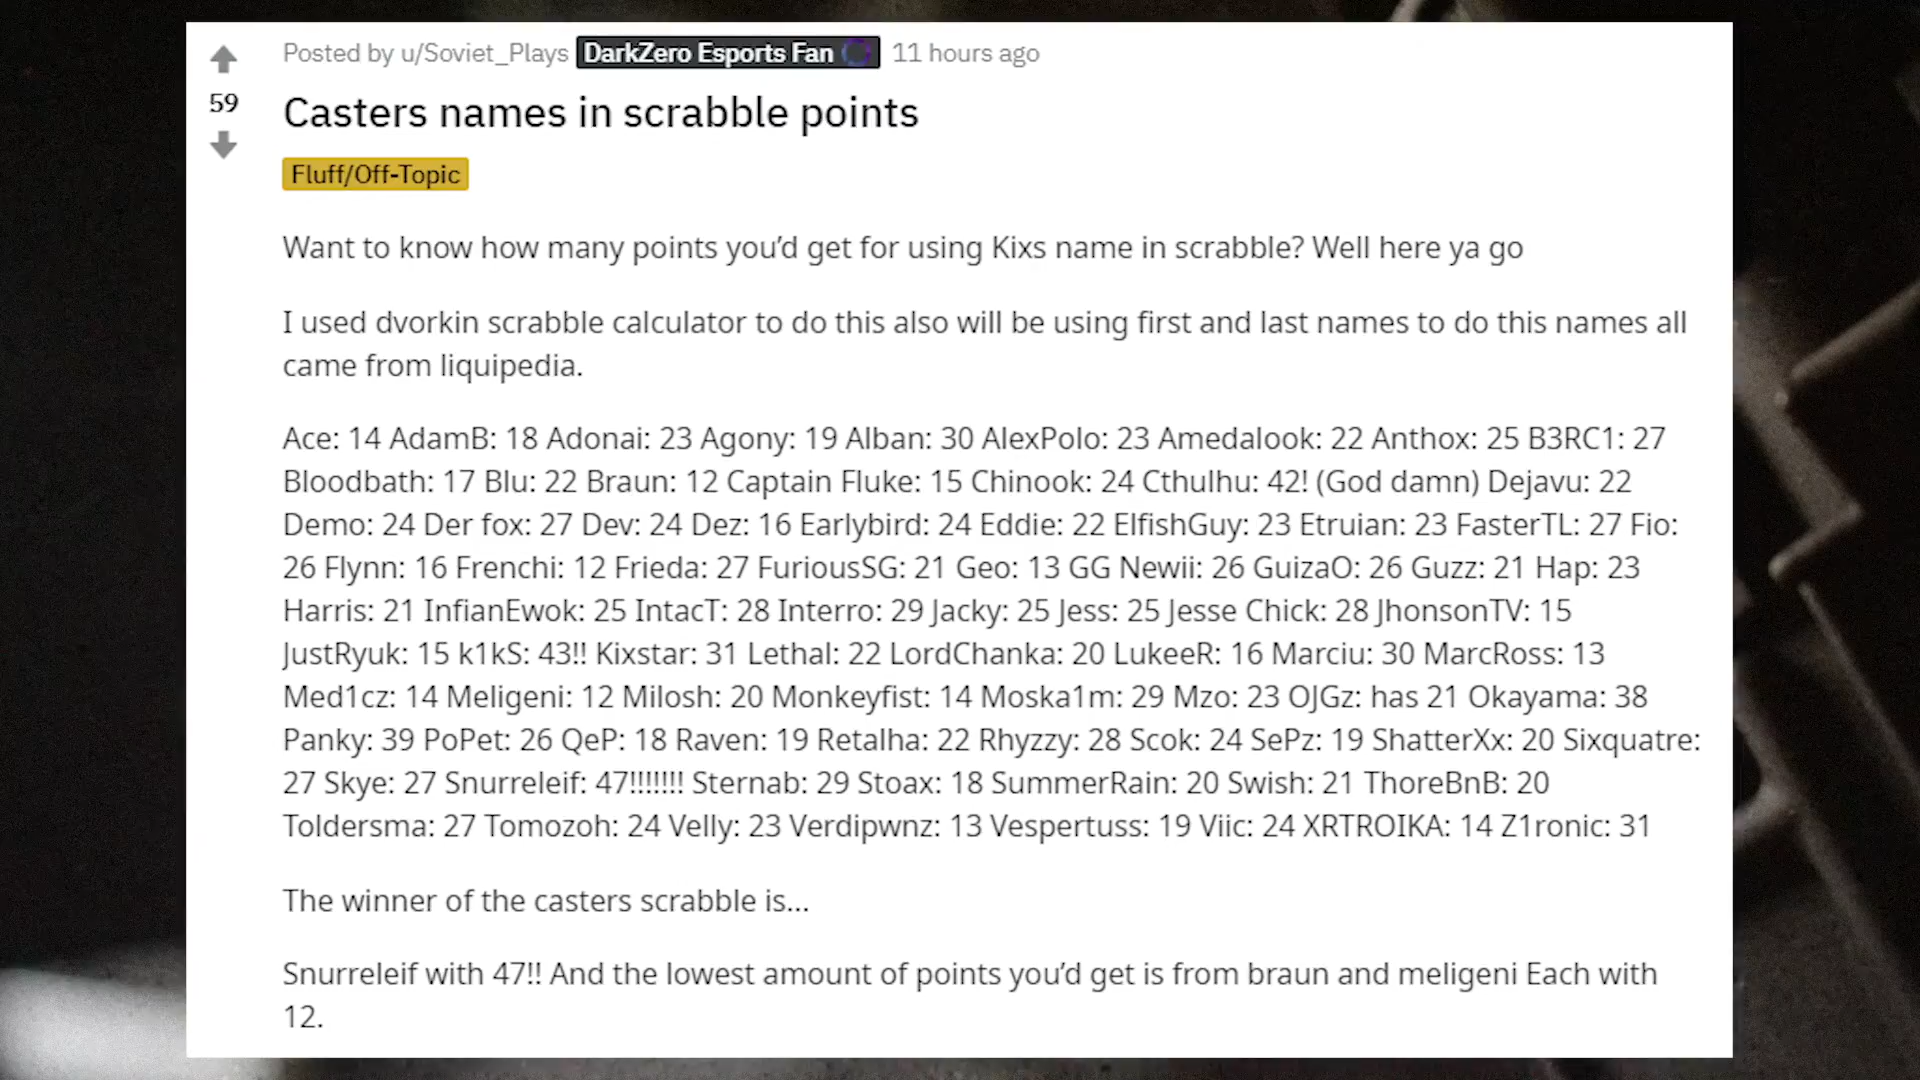 Posted by u/Soviet_Plays DarkZero Esports Fan 11 hours ago
59
Casters names in scrabble points
Fluff/Off-Topic
Want to know how many points you'd get for using Kixs name in scrabble? Well here ya go
I used dvorkin scrabble calculator to do this also will be using first and last names to do this names all
came from liquipedia.
Ace: 14 AdamB: 18 Adonai: 23 Agony: 19 Alban: 30 AlexPolo: 23 Amedalook: 22 Anthox: 25 B3RC1: 27
Bloodbath: 17 Blu: 22 Braun: 12 Captain Fluke: 15 Chinook: 24 Cthulhu: 42! (God damn) Dejavu: 22
Demo: 24 Der fox: 27 Dev: 24 Dez: 16 Earlybird: 24 Eddie: 22 ElfishGuy: 23 Etruian: 23 FasterTL: 27 Fio:
26 Flynn: 16 Frenchi: 12 Frieda: 27 FuriousSG: 21 Geo: 13 GG Newii: 26 GuizaO: 26 Guzz: 21 Hap: 23
Harris: 21 InfianEwok: 25 IntacT: 28 Interro: 29 Jacky: 25 Jess: 25 Jesse Chick: 28 JhonsonTV: 15
JustRyuk: 15 k1kS: 43!! Kixstar: 31 Lethal: 22 LordChanka: 20 LukeeR: 16 Marciu: 30 MarcRoss: 13
Med1cz: 14 Meligeni: 12 Milosh: 20 Monkeyfist: 14 Moska1m: 29 Mzo: 23 OJGz: has 21 Okayama: 38
Panky: 39 PoPet: 26 QeP: 18 Raven: 19 Retalha: 22 Rhyzzy: 28 Scok: 24 SePz: 19 ShatterXx: 20 Sixquatre:
27 Skye: 27 Snurreleif: 47!!!!!!! Sternab: 29 Stoax: 18 SummerRain: 20 Swish: 21 ThoreBnB: 20
Toldersma: 27 Tomozoh: 24 Velly: 23 Verdipwnz: 13 Vespertuss: 19 Viic: 24 XRTROIKA: 14 Z1ronic: 31
The winner of the casters scrabble is...
Snurreleif with 47!! And the lowest amount of points you'd get is from braun and meligeni Each with
12.